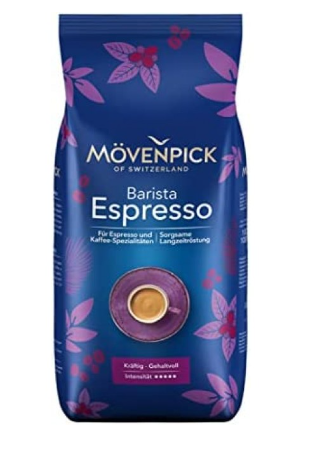 MÖVENPICK
OF SWITZERLAND
Barista
Espresso
Für Espresso und
Kaffee-Spezialitäten
Sorgsame
Langzeitröstung
Kräftig · Gehaltvoll
Intensität